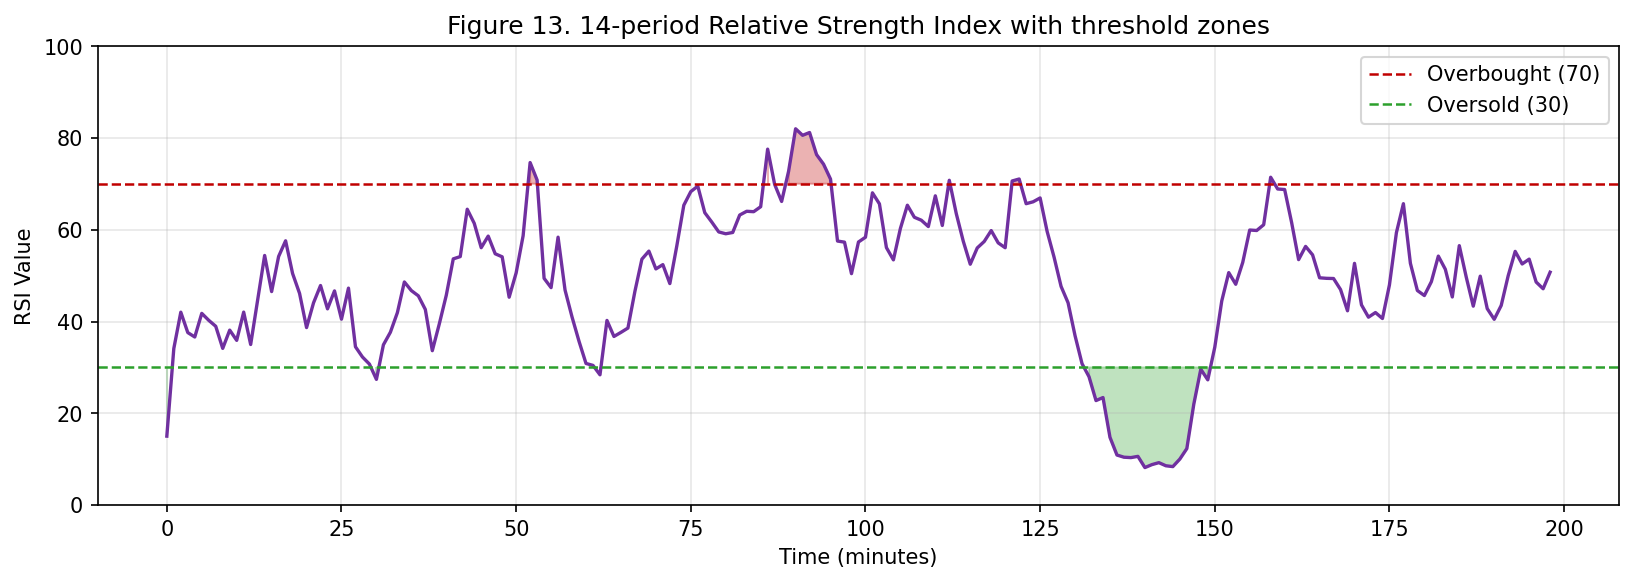 Figure 13. 14-period Relative Strength Index with threshold zones
RSI Value
100
80
60
40
20
0
Overbought (70)
Oversold (30)
0 25 50 75 100 125 150 175 200
Time (minutes)